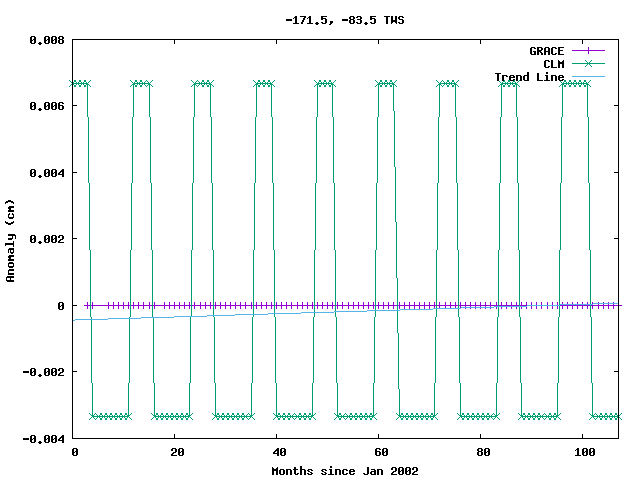 -171.5, -83.5 TWS
0.008
0.006
0.004
0.002
0
-0.002
-0.004
Anomaly (cm)
GRACE
CLM
Trend Line
0 20 40 60 80 100
Months since Jan 2002